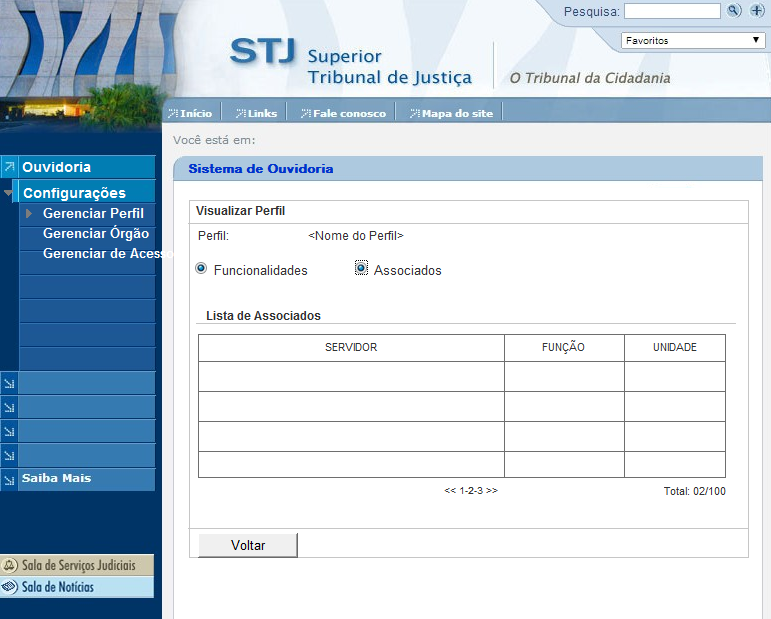 Pesquisa:
Favoritos
STJ Superior
Tribunal de Justiça
O Tribunal da Cidadania
Início
Links
Fale conosco
Mapa do site
Você está em:
Ouvidoria
Configurações
Gerenciar Perfil
Gerenciar Órgão
Gerenciar de Acesso
Saiba Mais
Sala de Serviços Judiciais
Sala de Notícias
Sistema de Ouvidoria
Visualizar Perfil
Perfil: <Nome do Perfil>
Funcionalidades Associados
Lista de Associados
SERVIDOR FUNÇÃO UNIDADE
<< 1-2-3 >> Total: 02/100
Voltar